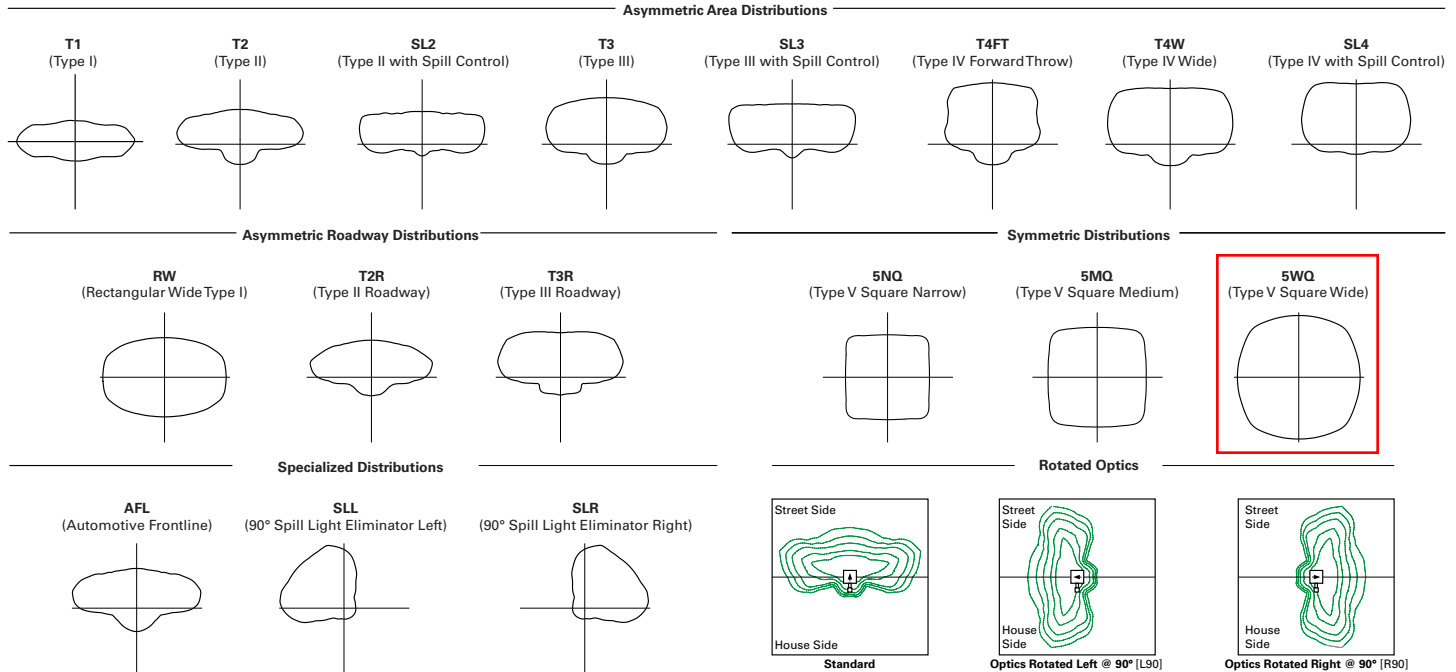 Asymmetric Area Distributions
T1
(Type I)
T2
(Type II)
SL2
(Type II with Spill Control)
T3
(Type III)
SL3
(Type III with Spill Control)
T4FT
(Type IV Forward Throw)
T4W
(Type IV Wide)
SL4
(Type IV with Spill Control)
Asymmetric Roadway Distributions
RW
(Rectangular Wide Type I)
T2R
(Type II Roadway)
T3R
(Type III Roadway)
Symmetric Distributions
5NQ
(Type V Square Narrow)
5MQ
(Type V Square Medium)
5WQ
(Type V Square Wide)
Specialized Distributions
AFL
(Automotive Frontline)
SLL
(90° Spill Light Eliminator Left)
SLR
(90° Spill Light Eliminator Right)
Rotated Optics
Street Side
House Side
Standard
Street
Side
House
Side
Optics Rotated Left @ 90° [L90]
Street
Side
House
Side
Optics Rotated Right @ 90° [R90]